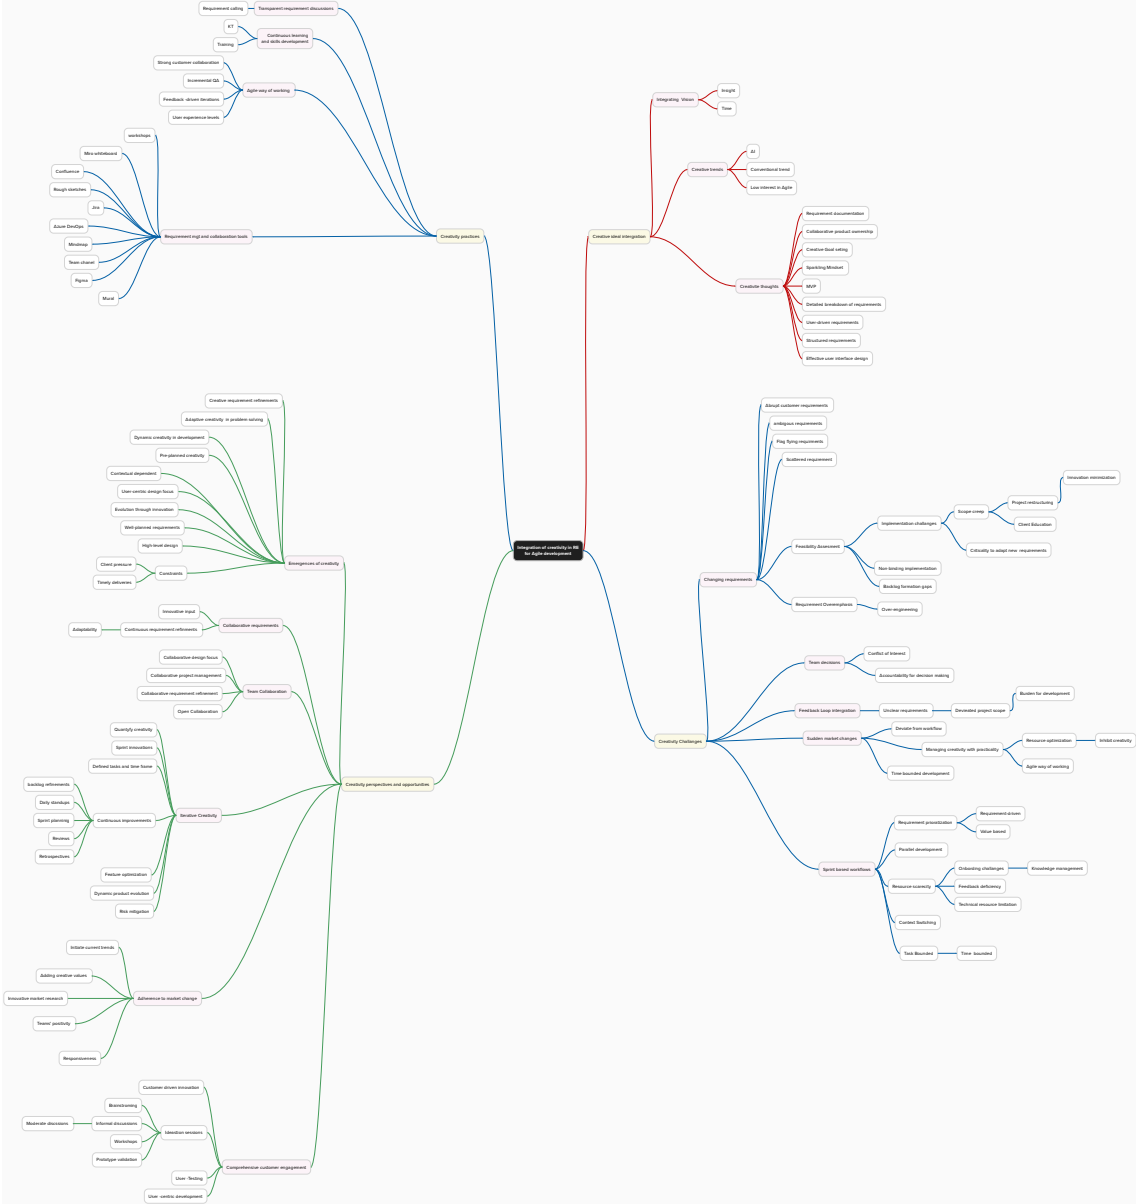 Requirement calling
Transparent requirement discussions
KT
Training
Continuous learning
and skills development
Strong customer collaboration
Incremental QA
Feedback -driven iterations
User experience levels
Agile way of working
workshops
Miro whiteboard
Confluence
Rough sketches
Jira
Azure DevOps
Mindmap
Team chanel
Figma
Mural
Requirement mgt and collaboration tools
Creativity practices
Integrating Vision
Insight
Time
Creative trends
AI
Conventional trend
Low interest in Agile
Creative ideal intergration
Creativite thoughts
Requirement documentation
Collaborative product ownership
Creative Goal seting
Sparkling Mindset
MVP
Detailed breakdown of requirements
User-driven requirements
Structured requirements
Effective user interface design
Creative requirement refinements
Adaptive creativity in problem solving
Dynamic creativity in development
Pre-planned creativity
Contextual dependent
User-centric design focus
Evolution through innovation
Well-planned requirements
High-level design
Client pressure
Timely deliveries
Constraints
Emergences of creativity
Integration of creativity in RE
for Agile development
Abrupt customer requirements
ambigous requirements
Flag flying requirments
Scattered requirement
Changing requirements
Feasibility Assesment
Implementation challenges
Scope creep
Project restructuring
Innovation minimization
Client Education
Criticality to adapt new requirements
Non-binding implementation
Backlog formation gaps
Requirement Overemphasis
Over-engineering
Innovative input
Adaptability
Continuous requirement refiments
Collaborative requirements
Collaborative design focus
Collaborative project management
Collaborative requirement refinement
Open Collaboration
Team Collaboration
Team decisions
Conflict of Interest
Accountability for decision making
Feedback Loop intergration
Unclear requirements
Devieated project scope
Burden for development
Sudden market changes
Deviate from workflow
Managing creativity with practicality
Resource optimization
Inhibit creativity
Agile way of working
Time bounded development
Creativity Challenges
Quantify creativity
Sprint innovations
Defined tasks and time frame
backlog refinements
Daily standups
Sprint planning
Reviews
Retrospectives
Continuous improvements
Feature optimization
Dynamic product evolution
Risk mitigation
Iterative Creativity
Creativity perspectives and opportunities
Sprint based workflows
Requirement priorization
Requirement-driven
Value based
Parallel development
Resource scarecity
Onboarding challenges
Knowledge management
Feedback deficiency
Technical resource limitation
Context Switching
Task Bounded
Time bounded
Initiate current trends
Adding creative values
Innovative market research
Teams' positivity
Responsiveness
Adherence to market change
Customer driven innovation
Brainstroming
Moderate dicssions
Informal discussions
Workshops
Prototype validation
Ideation sessions
User -Testing
User -centric development
Comprehensive customer engagement